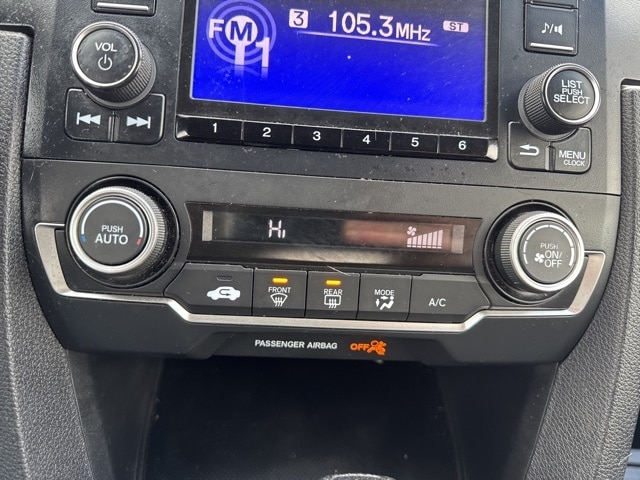 FM1
3 105.3MHz ST
VOL
LIST
PUSH
SELECT
1 2 3 4 5 6
MENU
CLOCK
PUSH
AUTO
Hi
PUSH
ON/
OFF
FRONT REAR MODE A/C
PASSENGER AIRBAG OFF